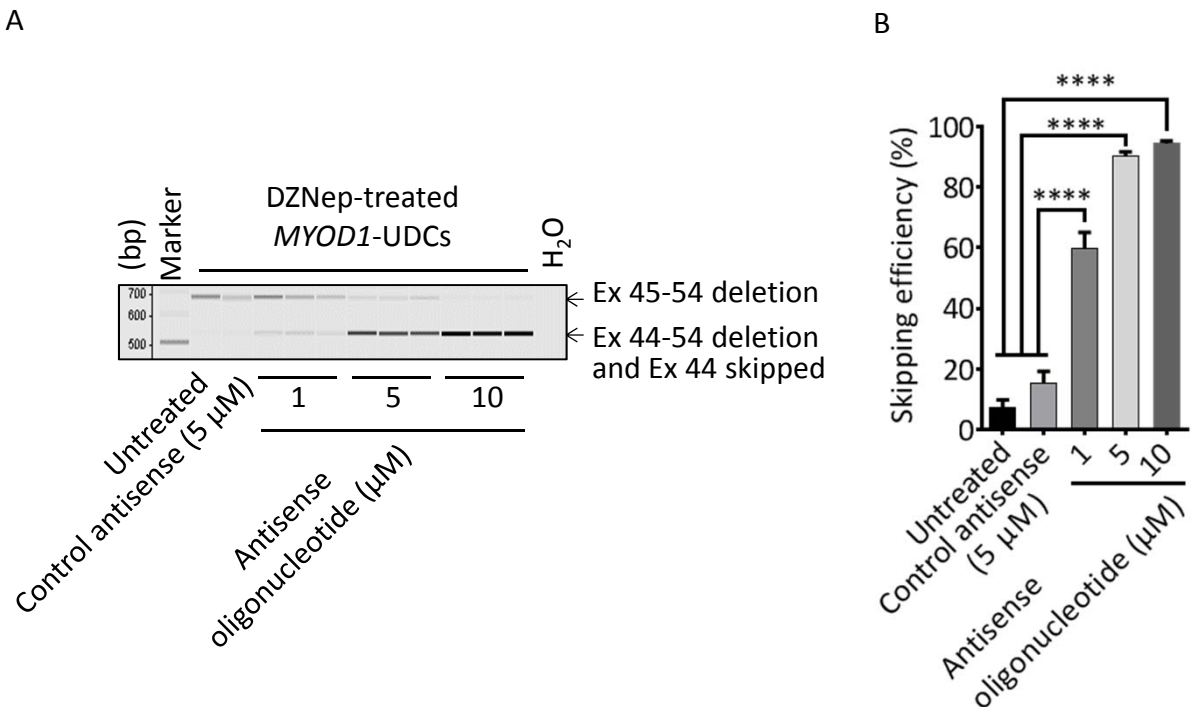 A
(bp)
Marker
DZNep-treated
MYOD1-UDCs
H2O
700
600
500
Ex 45-54 deletion
Ex 44-54 deletion
and Ex 44 skipped
Untreated
Control antisense (5 μM)
1
5
10
Antisense
oligonucleotide (μM)
B
Skipping efficiency (%)
100
80
60
40
20
0
****
****
****
Untreated
Control antisense
(5 μM)
1
5
10
Antisense
oligonucleotide (μM)